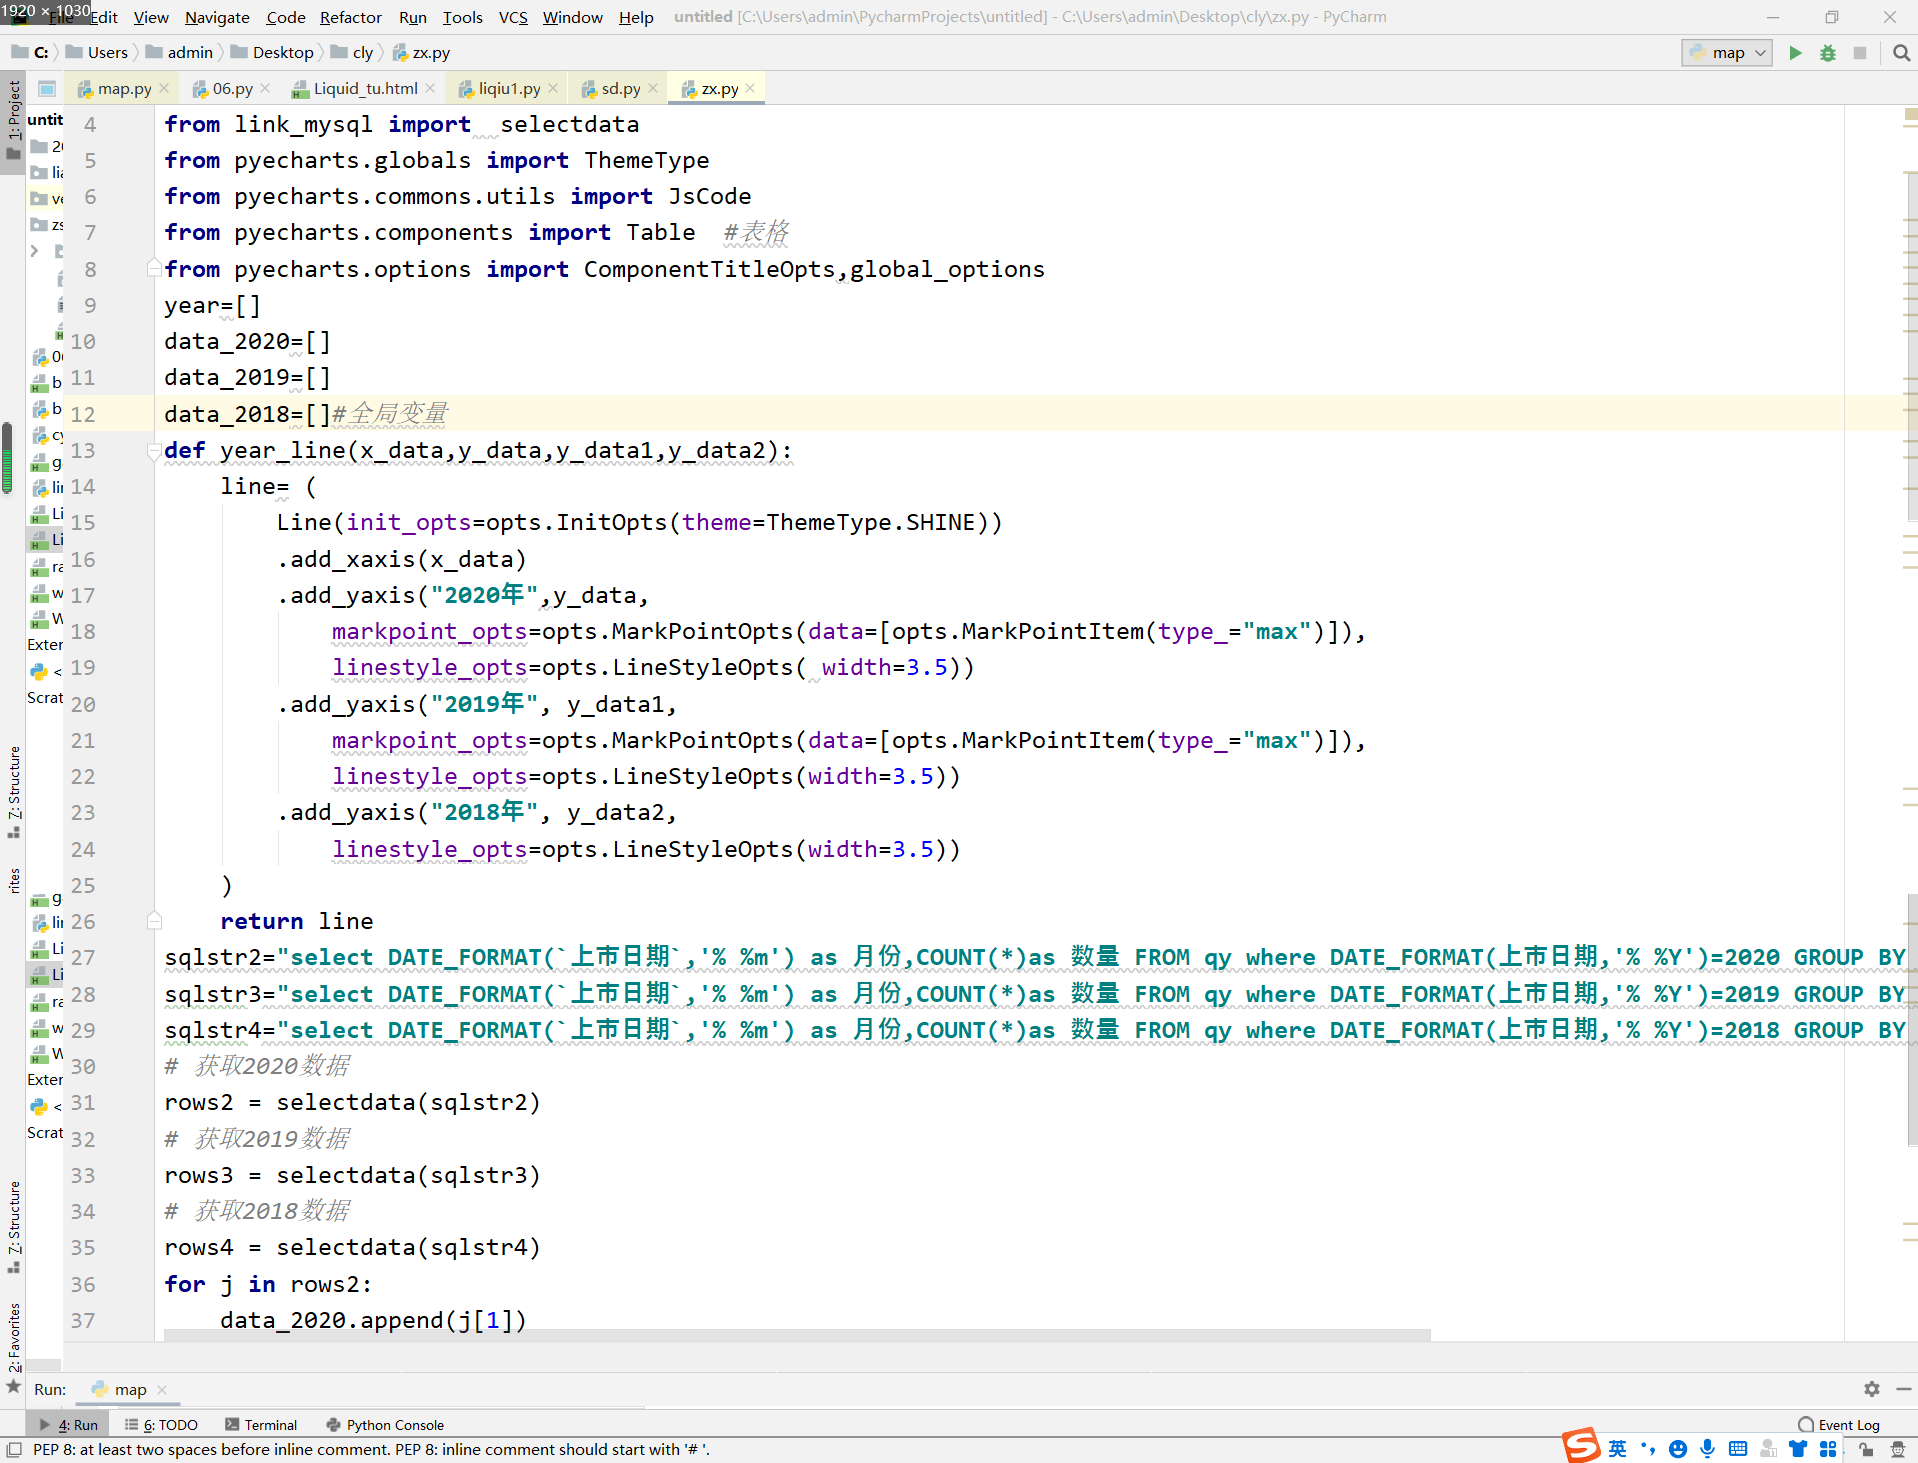 1920 × 1030
File Edit View Navigate Code Refactor Run Tools VCS Window Help untitled [C:\Users\admin\PycharmProjects\untitled] - C:\Users\admin\Desktop\cly\zx.py - PyCharm
C: Users admin Desktop cly zx.py map
map.py 06.py Liquid_tu.html liqiu1.py sd.py zx.py
1: Project
untit
Exter
Scrat
7: Structure
rites
Exter
Scrat
7: Structure
2: Favorites
4 from link_mysql import  selectdata
5 from pyecharts.globals import ThemeType
6 from pyecharts.commons.utils import JsCode
7 from pyecharts.components import Table  #表格
8 from pyecharts.options import ComponentTitleOpts,global_options
9 year=[]
10 data_2020=[]
11 data_2019=[]
12 data_2018=[]#全局变量
13 def year_line(x_data,y_data,y_data1,y_data2):
14     line= (
15         Line(init_opts=opts.InitOpts(theme=ThemeType.SHINE))
16         .add_xaxis(x_data)
17         .add_yaxis("2020年",y_data,
18             markpoint_opts=opts.MarkPointOpts(data=[opts.MarkPointItem(type_="max")]),
19             linestyle_opts=opts.LineStyleOpts( width=3.5))
20         .add_yaxis("2019年", y_data1,
21             markpoint_opts=opts.MarkPointOpts(data=[opts.MarkPointItem(type_="max")]),
22             linestyle_opts=opts.LineStyleOpts(width=3.5))
23         .add_yaxis("2018年", y_data2,
24             linestyle_opts=opts.LineStyleOpts(width=3.5))
25     )
26     return line
27 sqlstr2="select DATE_FORMAT(`上市日期`,'% %m') as 月份,COUNT(*)as 数量 FROM qy where DATE_FORMAT(上市日期,'% %Y')=2020 GROUP BY
28 sqlstr3="select DATE_FORMAT(`上市日期`,'% %m') as 月份,COUNT(*)as 数量 FROM qy where DATE_FORMAT(上市日期,'% %Y')=2019 GROUP BY
29 sqlstr4="select DATE_FORMAT(`上市日期`,'% %m') as 月份,COUNT(*)as 数量 FROM qy where DATE_FORMAT(上市日期,'% %Y')=2018 GROUP BY
30 # 获取2020数据
31 rows2 = selectdata(sqlstr2)
32 # 获取2019数据
33 rows3 = selectdata(sqlstr3)
34 # 获取2018数据
35 rows4 = selectdata(sqlstr4)
36 for j in rows2:
37     data_2020.append(j[1])
Run: map
4: Run 6: TODO Terminal Python Console Event Log
PEP 8: at least two spaces before inline comment. PEP 8: inline comment should start with '# '.
英